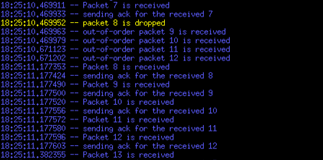 18:25:10,469911 -- Packet 7 is received
18:25:10,469933 -- sending ack for the received 7
18:25:10,469952 -- packet 8 is dropped
18:25:10,469963 -- out-of-order packet 9 is received
18:25:10,469979 -- out-of-order packet 10 is received
18:25:10,671123 -- out-of-order packet 11 is received
18:25:10,671202 -- out-of-order packet 12 is received
18:25:11,177353 -- Packet 8 is received
18:25:11,177424 -- sending ack for the received 8
18:25:11,177490 -- Packet 9 is received
18:25:11,177500 -- sending ack for the received 9
18:25:11,177520 -- Packet 10 is received
18:25:11,177556 -- sending ack for the received 10
18:25:11,177572 -- Packet 11 is received
18:25:11,177580 -- sending ack for the received 11
18:25:11,177596 -- Packet 12 is received
18:25:11,177603 -- sending ack for the received 12
18:25:11,382355 -- Packet 13 is received